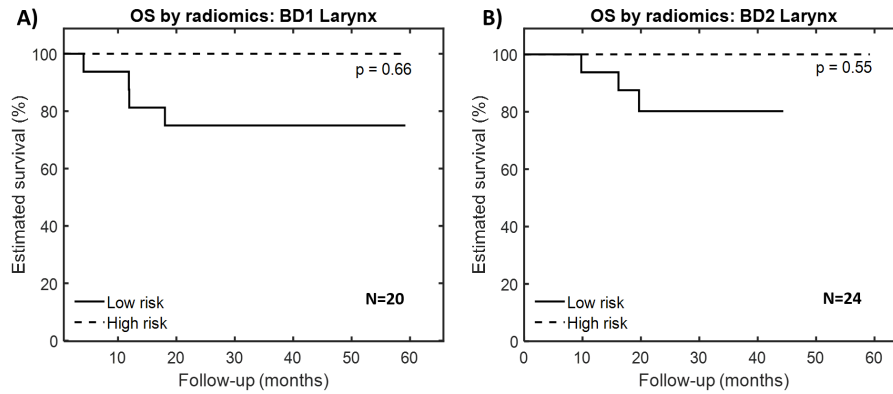 A)
OS by radiomics: BD1 Larynx
100
80
60
40
20
0
Estimated survival (%)
p = 0.66
Low risk
High risk
N=20
10 20 30 40 50 60
Follow-up (months)
B)
OS by radiomics: BD2 Larynx
100
80
60
40
20
0
Estimated survival (%)
p = 0.55
Low risk
High risk
N=24
0 10 20 30 40 50 60
Follow-up (months)